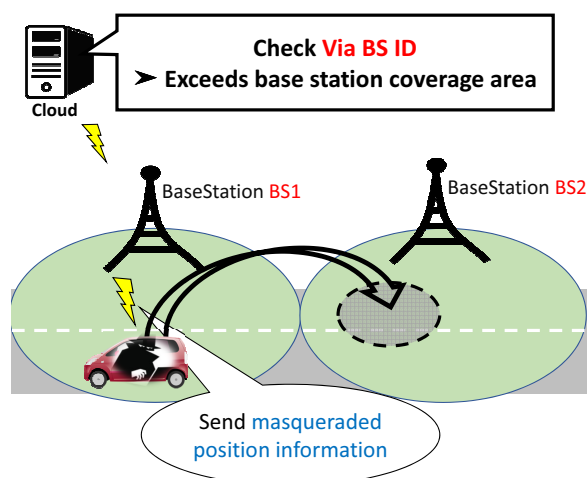 Check Via BS ID
➤ Exceeds base station coverage area
Cloud
BaseStation BS1
BaseStation BS2
Send masqueraded
position information